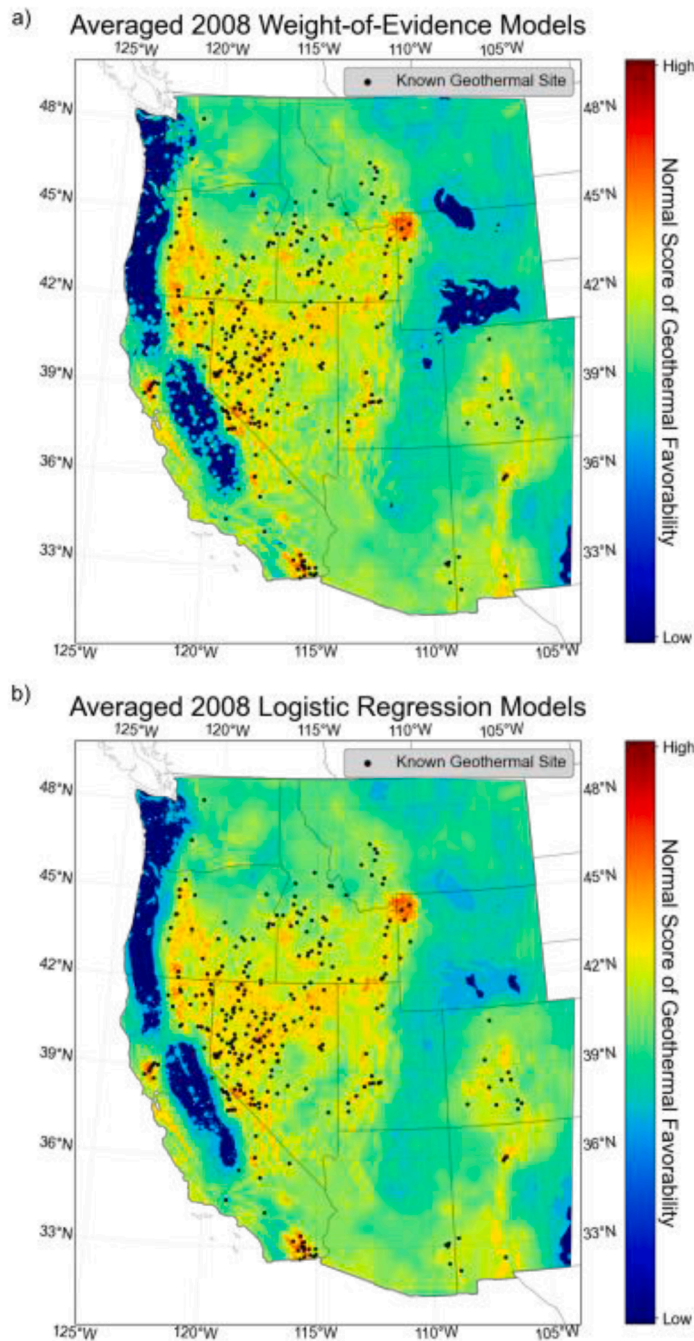 a)
Averaged 2008 Weight-of-Evidence Models
125°W 120°W 115°W 110°W 105°W
Known Geothermal Site
High
48°N 48°N
45°N 45°N
42°N 42°N
39°N 39°N
36°N 36°N
33°N 33°N
Normal Score of Geothermal Favorability
Low
125°W 120°W 115°W 110°W 105°W
b)
Averaged 2008 Logistic Regression Models
125°W 120°W 115°W 110°W 105°W
Known Geothermal Site
High
48°N 48°N
45°N 45°N
42°N 42°N
39°N 39°N
36°N 36°N
33°N 33°N
Normal Score of Geothermal Favorability
Low
125°W 120°W 115°W 110°W 105°W